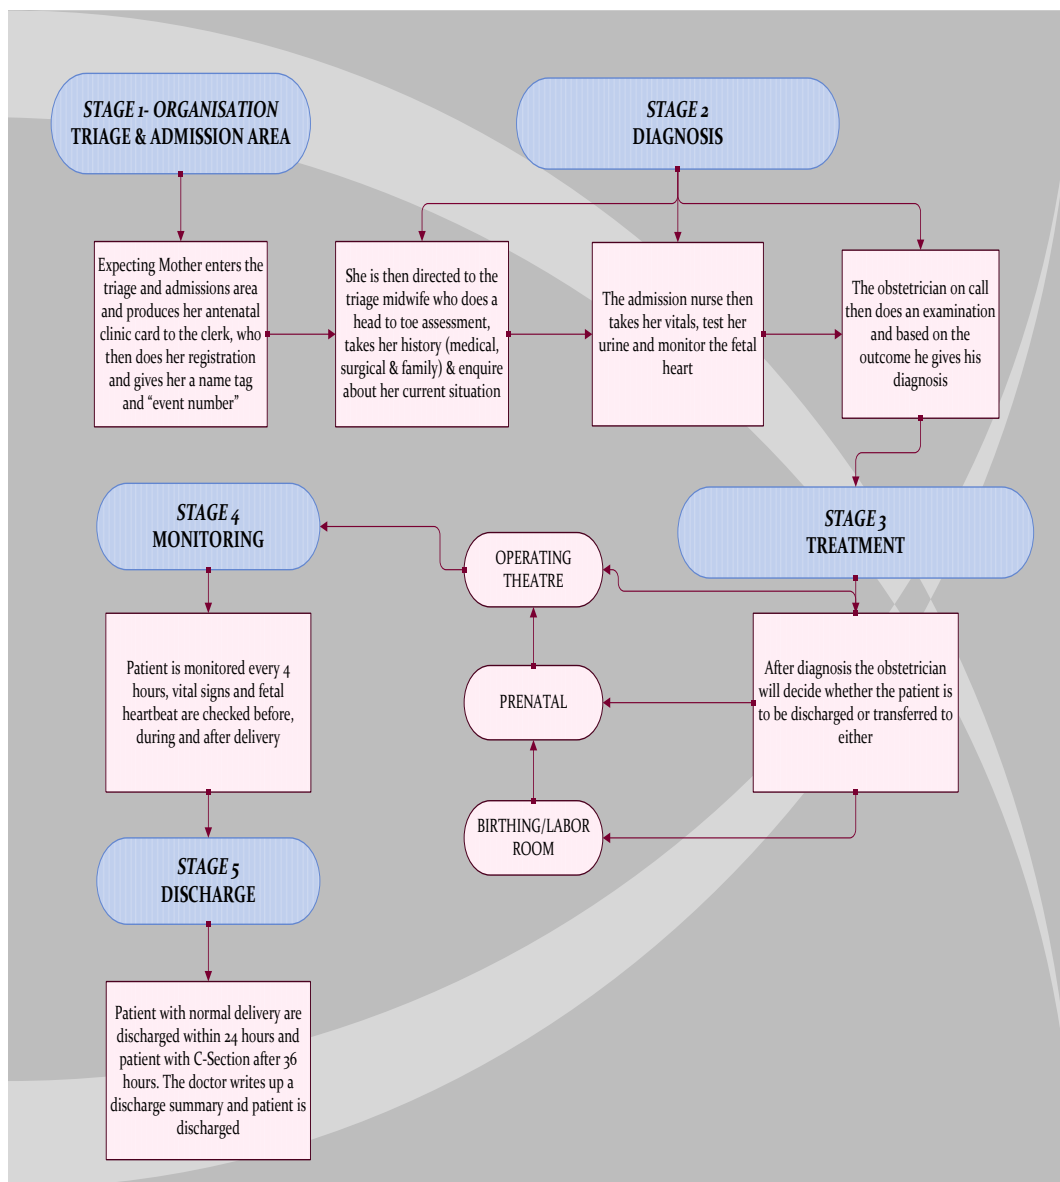 STAGE 1- ORGANISATION
TRIAGE & ADMISSION AREA
STAGE 2
DIAGNOSIS
Expecting Mother enters the
triage and admissions area
and produces her antenatal
clinic card to the clerk, who
then does her registration
and gives her a name tag
and “event number”
She is then directed to the
triage midwife who does a
head to toe assessment,
takes her history (medical,
surgical & family) & enquire
about her current situation
The admission nurse then
takes her vitals, test her
urine and monitor the fetal
heart
The obstetrician on call
then does an examination
and based on the
outcome he gives his
diagnosis
STAGE 3
TREATMENT
After diagnosis the obstetrician
will decide whether the patient is
to be discharged or transferred to
either
OPERATING
THEATRE
PRENATAL
BIRTHING/LABOR
ROOM
STAGE 4
MONITORING
Patient is monitored every 4
hours, vital signs and fetal
heartbeat are checked before,
during and after delivery
STAGE 5
DISCHARGE
Patient with normal delivery are
discharged within 24 hours and
patient with C-Section after 36
hours. The doctor writes up a
discharge summary and patient is
discharged